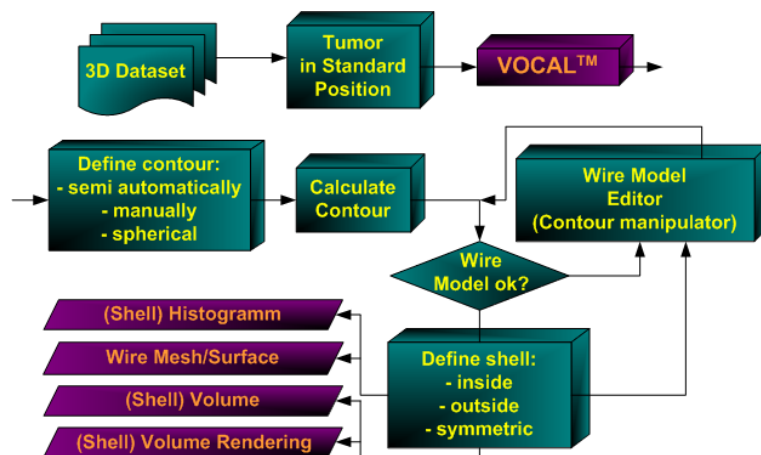 3D Dataset
Tumor
in Standard
Position
VOCAL™
Define contour:
- semi automatically
- manually
- spherical
Calculate
Contour
Wire Model
Editor
(Contour manipulator)
Wire
Model ok?
(Shell) Histogramm
Wire Mesh/Surface
(Shell) Volume
(Shell) Volume Rendering
Define shell:
- inside
- outside
- symmetric